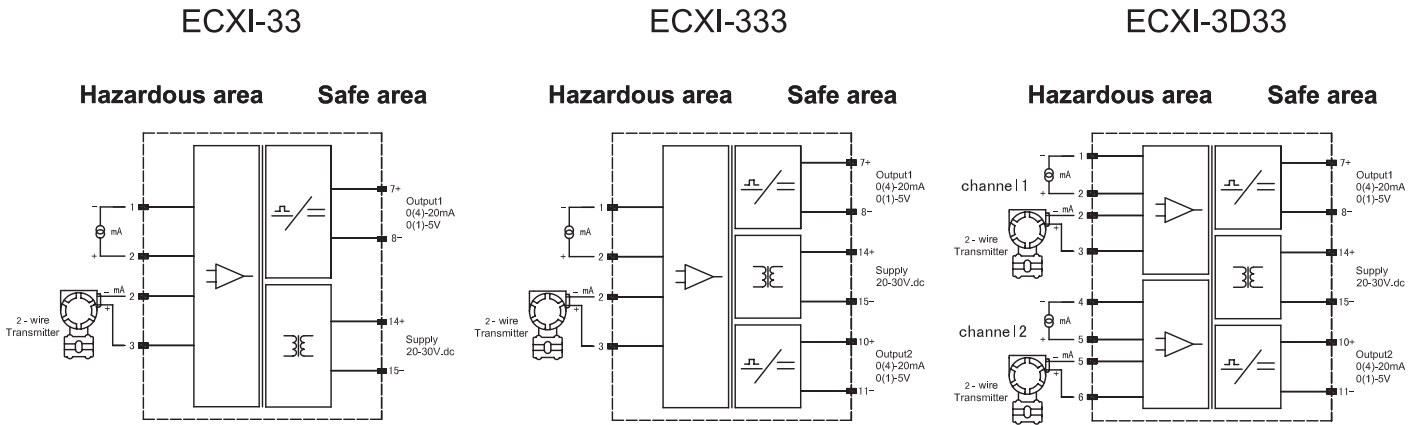 ECXI-33
Hazardous area Safe area
1
- mA
+
2
2
- mA
+
3
2 - wire
Transmitter
7+
Output1
0(4)-20mA
0(1)-5V
8-
14+
Supply
20-30V.dc
15-
ECXI-333
Hazardous area Safe area
1
- mA
+
2
2
- mA
+
3
2 - wire
Transmitter
7+
Output1
0(4)-20mA
0(1)-5V
8-
14+
Supply
20-30V.dc
15-
10+
Output2
0(4)-20mA
0(1)-5V
11-
ECXI-3D33
Hazardous area Safe area
channel1
1
- mA
+
2
2
- mA
+
3
2 - wire
Transmitter
channel2
4
- mA
+
5
5
- mA
+
6
2 - wire
Transmitter
7+
Output1
0(4)-20mA
0(1)-5V
8-
14+
Supply
20-30V.dc
15-
10+
Output2
0(4)-20mA
0(1)-5V
11-